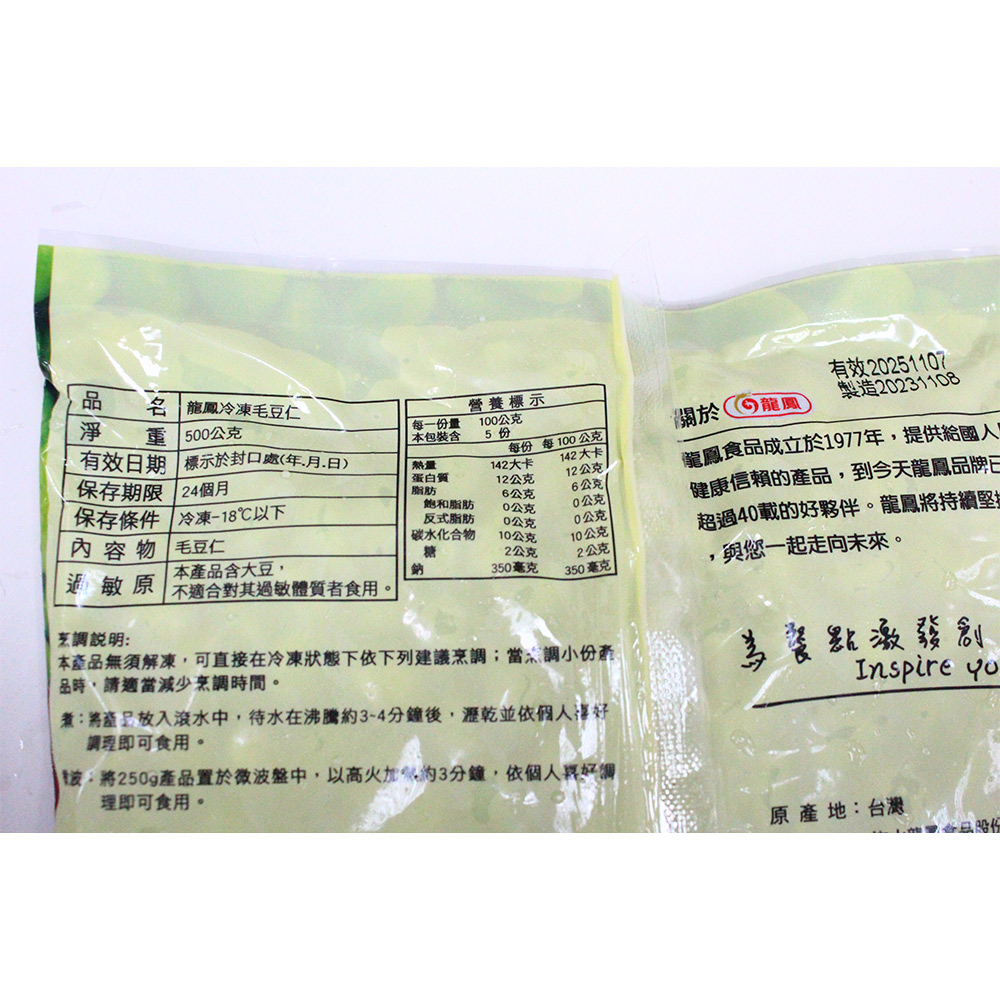 品名 龍鳳冷凍毛豆仁
淨重 500公克
有效日期 標示於封口處(年.月.日)
保存期限 24個月
保存條件 冷凍-18℃以下
內容物 毛豆仁
過敏原 本產品含大豆，
不適合對其過敏體質者食用。
營養標示
每一份量 100公克
本包裝含 5 份
每份 每 100 公克
熱量 142大卡 142大卡
蛋白質 12公克 12公克
脂肪 6公克 6公克
飽和脂肪 0公克 0公克
反式脂肪 0公克 0公克
碳水化合物 10公克 10公克
糖 2公克 2公克
鈉 350毫克 350毫克
烹調說明:
本產品無須解凍，可直接在冷凍狀態下依下列建議烹調；當烹調小份產
品時，請適當減少烹調時間。
煮：將產品放入滾水中，待水在沸騰約3~4分鐘後，瀝乾並依個人喜好
調理即可食用。
微波：將250g產品置於微波盤中，以高火加熱約3分鐘，依個人喜好調
理即可食用。
有效20251107
製造20231108
關於 龍鳳
龍鳳食品成立於1977年，提供給國人
健康信賴的產品，到今天龍鳳品牌已
超過40載的好夥伴。龍鳳將持續堅
，與您一起走向未來。
為餐點激發創
Inspire yo
原產地：台灣
龍鳳食品股份